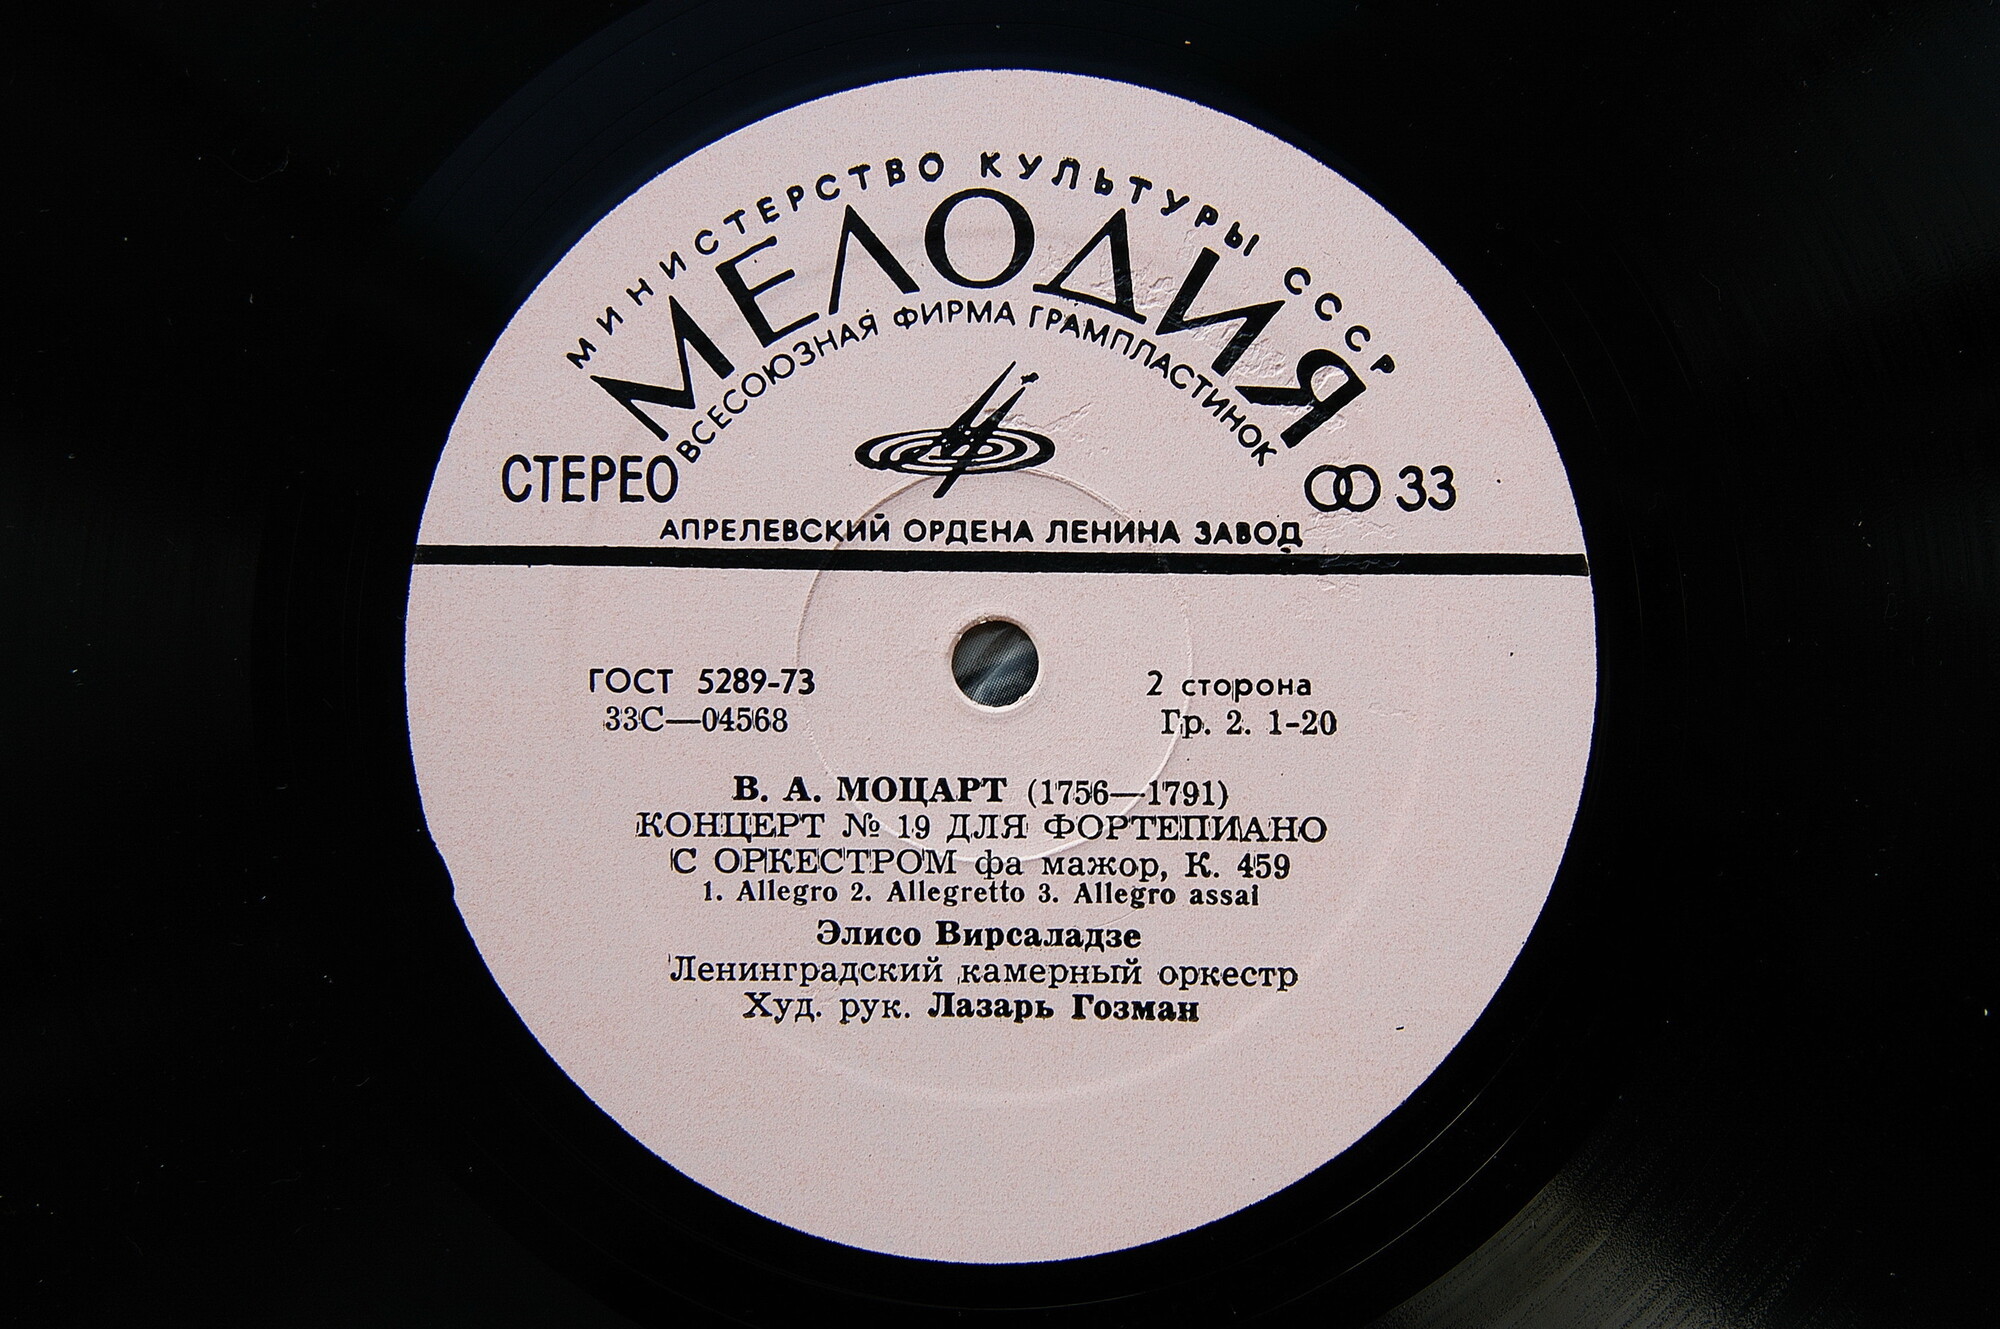 МИНИСТЕРСТВО КУЛЬТУРЫ СССР
МЕЛОДИЯ
ВСЕСОЮЗНАЯ ФИРМА ГРАМПЛАСТИНОК
СТЕРЕО
33
АПРЕЛЕВСКИЙ ОРДЕНА ЛЕНИНА ЗАВОД
ГОСТ 5289-73
2 сторона
33С—04568
Гр. 2. 1-20
В. А. МОЦАРТ (1756—1791)
КОНЦЕРТ № 19 ДЛЯ ФОРТЕПИАНО
С ОРКЕСТРОМ фа мажор, К. 459
1. Allegro 2. Allegretto 3. Allegro assai
Элисо Вирсаладзе
Ленинградский камерный оркестр
Худ. рук. Лазарь Гозман